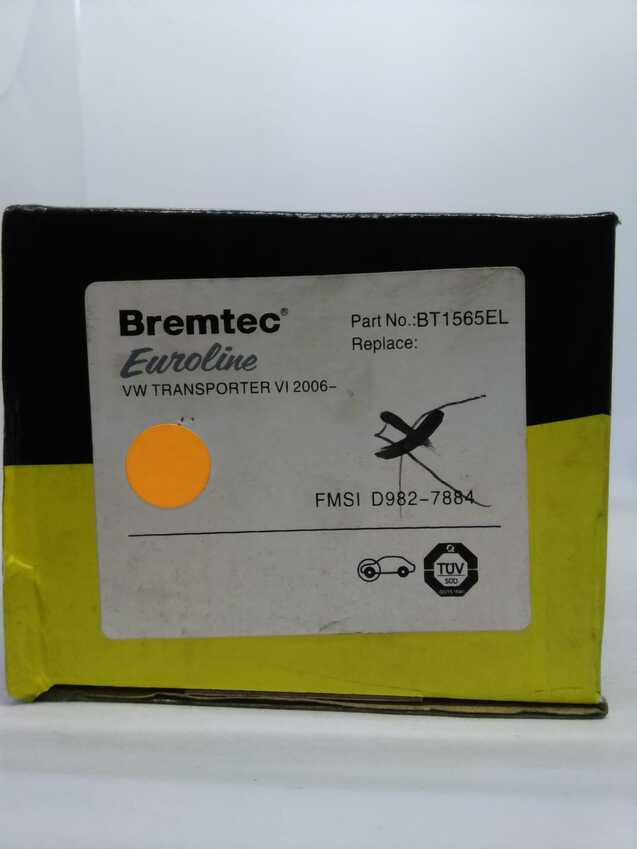 Bremtec®
Euroline
VW TRANSPORTER VI 2006-
Part No.:BT1565EL
Replace:
FMSI D982-7884
TÜV
SÜD